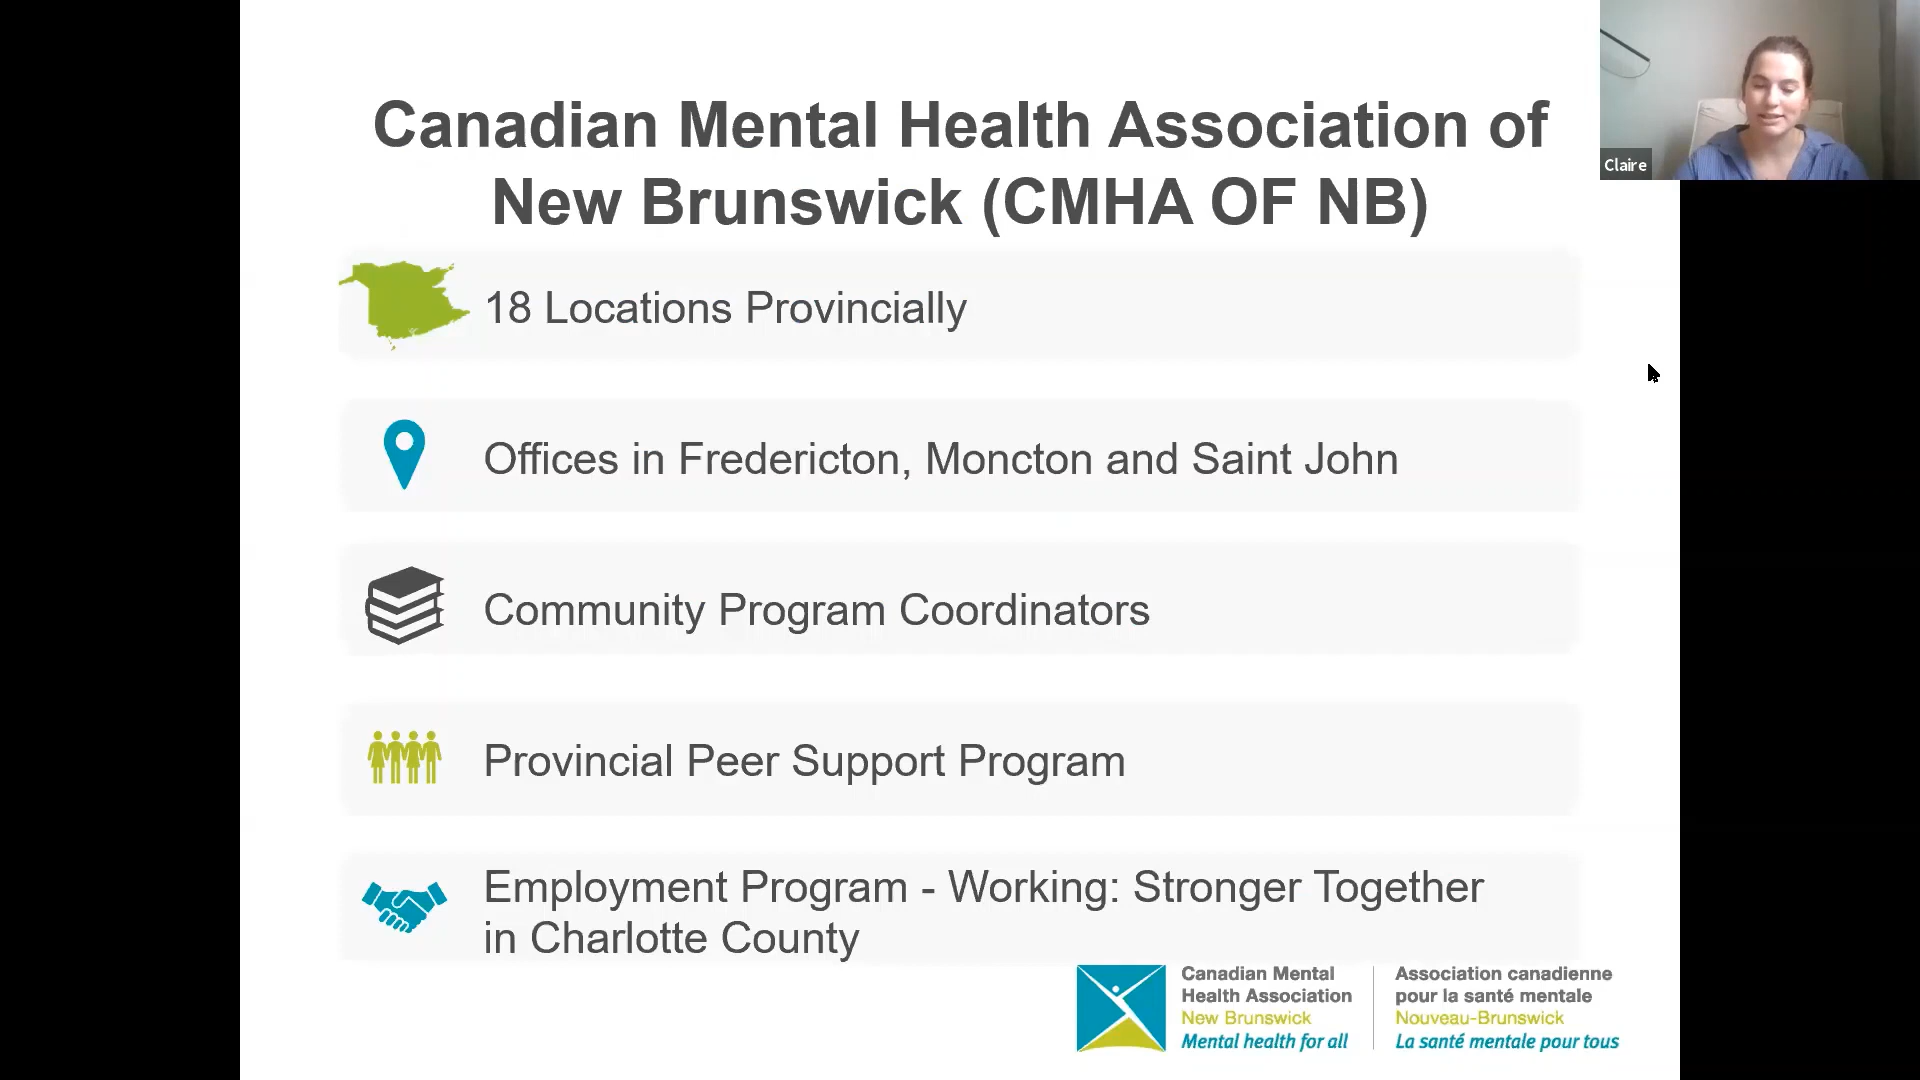 Canadian Mental Health Association of
New Brunswick (CMHA OF NB)
Claire
18 Locations Provincially
Offices in Fredericton, Moncton and Saint John
Community Program Coordinators
Provincial Peer Support Program
Employment Program - Working: Stronger Together
in Charlotte County
Canadian Mental
Health Association
New Brunswick
Mental health for all
Association canadienne
pour la santé mentale
Nouveau-Brunswick
La santé mentale pour tous